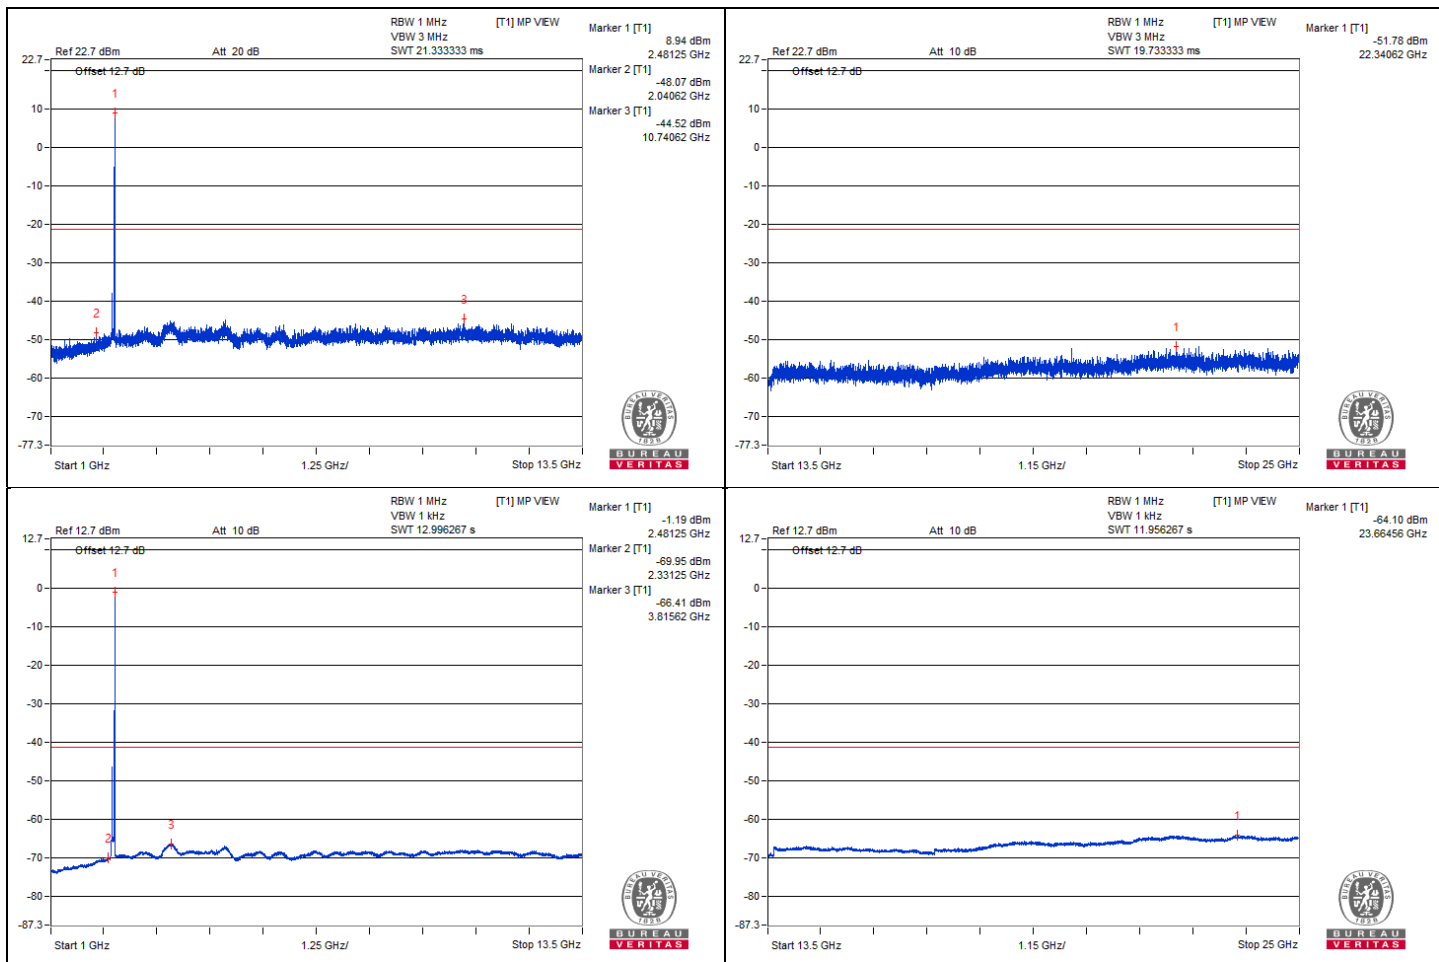 RBW 1 MHz [T1] MP VIEW
VBW 3 MHz
Ref 22.7 dBm Att 20 dB SWT 21.333333 ms
Marker 1 [T1]
8.94 dBm
2.48125 GHz
Marker 2 [T1]
-48.07 dBm
2.04062 GHz
Marker 3 [T1]
-44.52 dBm
10.74062 GHz
22.7
Offset 12.7 dB
1
10
0
-10
-20
-30
-40
2
3
-50
-60
-70
-77.3
Start 1 GHz 1.25 GHz/ Stop 13.5 GHz
BUREAU VERITAS
1828
BUREAU
VERITAS
RBW 1 MHz [T1] MP VIEW
VBW 3 MHz
Ref 22.7 dBm Att 10 dB SWT 19.733333 ms
Marker 1 [T1]
-51.78 dBm
22.34062 GHz
22.7
Offset 12.7 dB
10
0
-10
-20
-30
-40
1
-50
-60
-70
-77.3
Start 13.5 GHz 1.15 GHz/ Stop 25 GHz
BUREAU VERITAS
1828
BUREAU
VERITAS
RBW 1 MHz [T1] MP VIEW
VBW 1 kHz
Ref 12.7 dBm Att 10 dB SWT 12.996267 s
Marker 1 [T1]
-1.19 dBm
2.48125 GHz
Marker 2 [T1]
-69.95 dBm
2.33125 GHz
Marker 3 [T1]
-66.41 dBm
3.81562 GHz
12.7
Offset 12.7 dB
1
0
-10
-20
-30
-40
-50
-60
2
3
-70
-80
-87.3
Start 1 GHz 1.25 GHz/ Stop 13.5 GHz
BUREAU VERITAS
1828
BUREAU
VERITAS
RBW 1 MHz [T1] MP VIEW
VBW 1 kHz
Ref 12.7 dBm Att 10 dB SWT 11.956267 s
Marker 1 [T1]
-64.10 dBm
23.66456 GHz
12.7
Offset 12.7 dB
0
-10
-20
-30
-40
-50
-60
1
-70
-80
-87.3
Start 13.5 GHz 1.15 GHz/ Stop 25 GHz
BUREAU VERITAS
1828
BUREAU
VERITAS